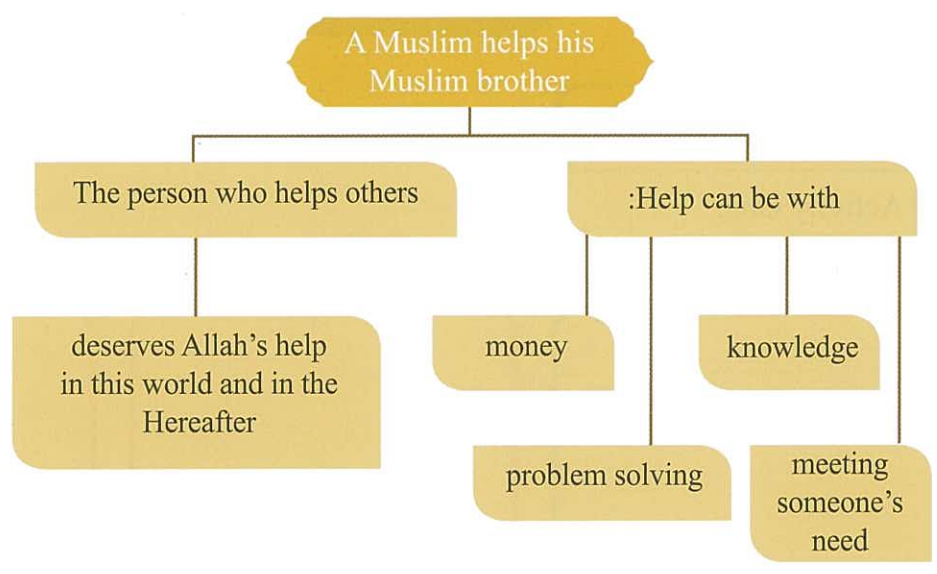 A Muslim helps his
Muslim brother
The person who helps others
:Help can be with
deserves Allah's help
in this world and in the
Hereafter
money
knowledge
problem solving
meeting
someone's
need